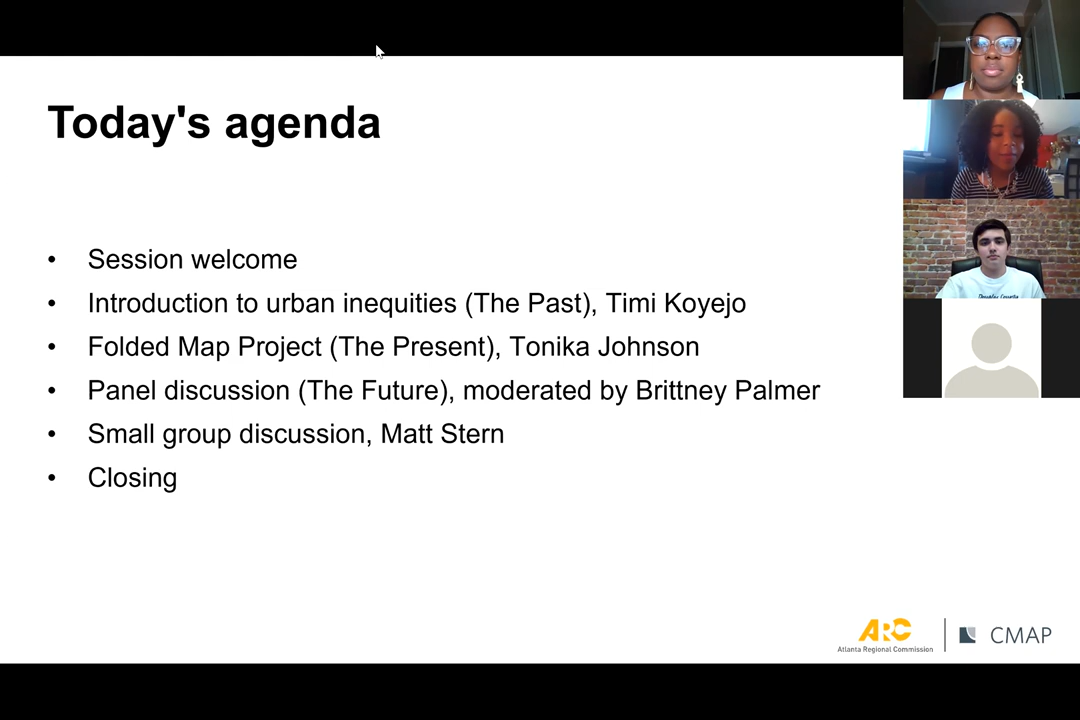 Today's agenda
• Session welcome
• Introduction to urban inequities (The Past), Timi Koyejo
• Folded Map Project (The Present), Tonika Johnson
• Panel discussion (The Future), moderated by Brittney Palmer
• Small group discussion, Matt Stern
• Closing
ARC
Atlanta Regional Commission
CMAP